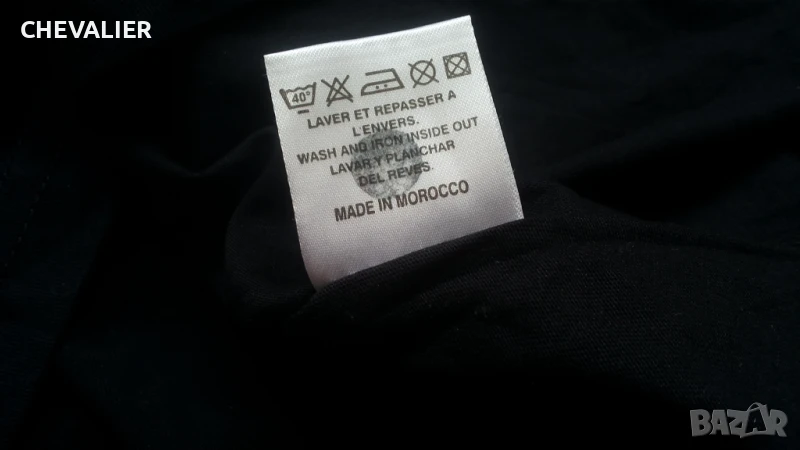 CHEVALIER
40°
LAVER ET REPASSER A
L'ENVERS.
WASH AND IRON INSIDE OUT
LAVAR Y PLANCHAR
DEL REVES.
MADE IN MOROCCO
BAZAR